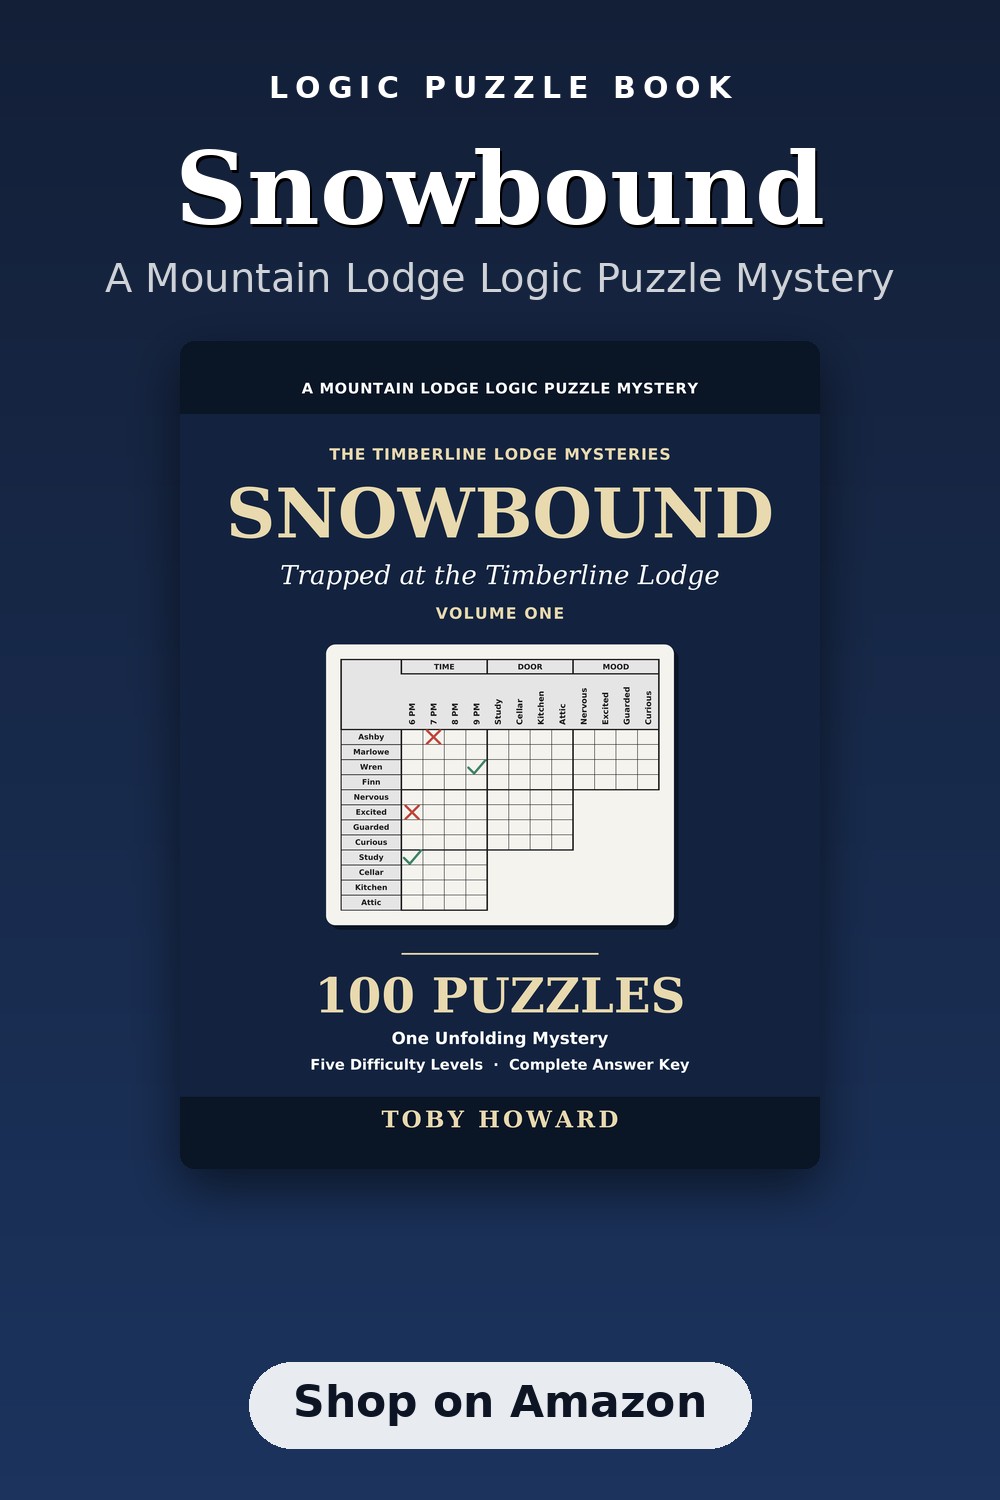 LOGIC PUZZLE BOOK
Snowbound
A Mountain Lodge Logic Puzzle Mystery
A MOUNTAIN LODGE LOGIC PUZZLE MYSTERY
THE TIMBERLINE LODGE MYSTERIES
SNOWBOUND
Trapped at the Timberline Lodge
VOLUME ONE
TIME DOOR MOOD
6 PM 7 PM 8 PM 9 PM Study Cellar Kitchen Attic Nervous Excited Guarded Curious
Ashby
Marlowe
Wren
Finn
Nervous
Excited
Guarded
Curious
Study
Cellar
Kitchen
Attic
100 PUZZLES
One Unfolding Mystery
Five Difficulty Levels · Complete Answer Key
TOBY HOWARD
Shop on Amazon